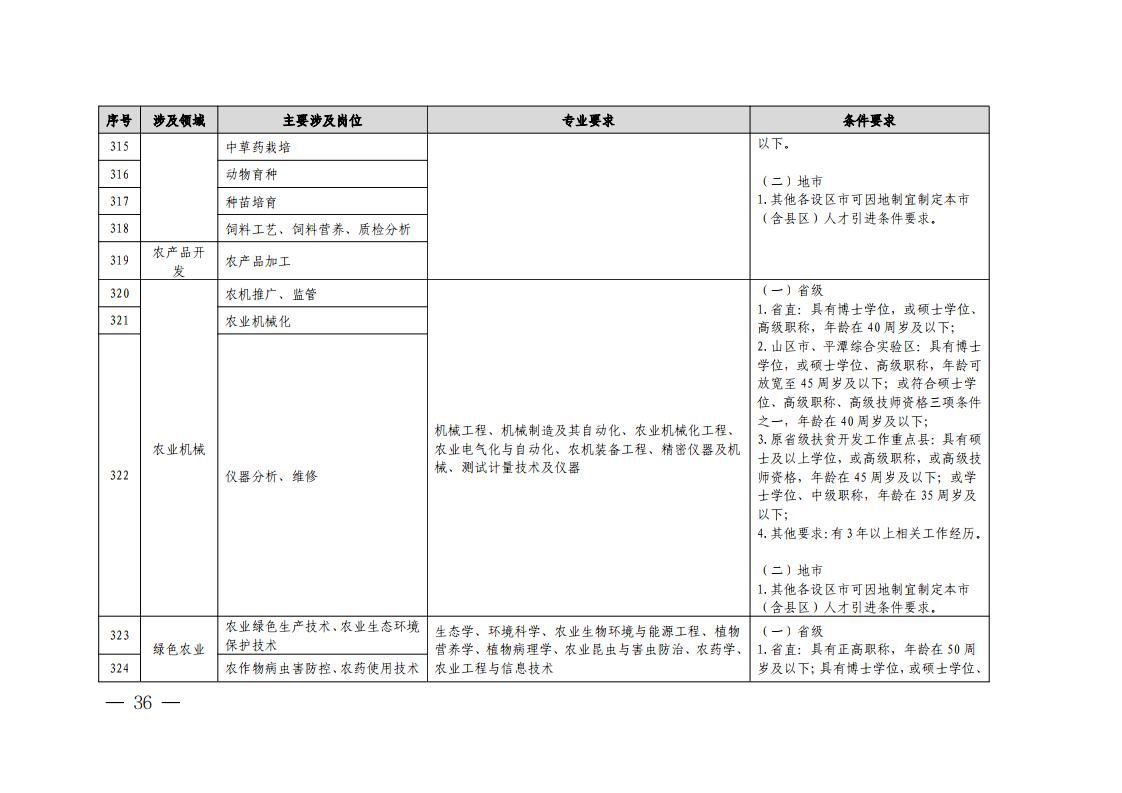 序号 涉及领域 主要涉及岗位 专业要求 条件要求
315 中草药栽培
316 动物育种
317 种苗培育
318 饲料工艺、饲料营养、质检分析
319 农产品开
发 农产品加工
以下。
（二）地市
1.其他各设区市可因地制宜制定本市
（含县区）人才引进条件要求。
320 农机推广、监管
321 农业机械化
322 农业机械 仪器分析、维修
机械工程、机械制造及其自动化、农业机械化工程、
农业电气化与自动化、农机装备工程、精密仪器及机
械、测试计量技术及仪器
（一）省级
1.省直：具有博士学位，或硕士学位、
高级职称，年龄在 40 周岁及以下；
2.山区市、平潭综合实验区：具有博士
学位，或硕士学位、高级职称，年龄可
放宽至 45 周岁及以下；或符合硕士学
位、高级职称、高级技师资格三项条件
之一，年龄在 40 周岁及以下；
3.原省级扶贫开发工作重点县：具有硕
士及以上学位，或高级职称，或高级技
师资格，年龄在 45 周岁及以下；或学
士学位、中级职称，年龄在 35 周岁及
以下；
4.其他要求：有 3 年以上相关工作经历。
（二）地市
1.其他各设区市可因地制宜制定本市
（含县区）人才引进条件要求。
323 农业绿色生产技术、农业生态环境
保护技术
绿色农业
324 农作物病虫害防控、农药使用技术
生态学、环境科学、农业生物环境与能源工程、植物
营养学、植物病理学、农业昆虫与害虫防治、农药学、
农业工程与信息技术
（一）省级
1.省直：具有正高职称，年龄在 50 周
岁及以下；具有博士学位，或硕士学位、
— 36 —